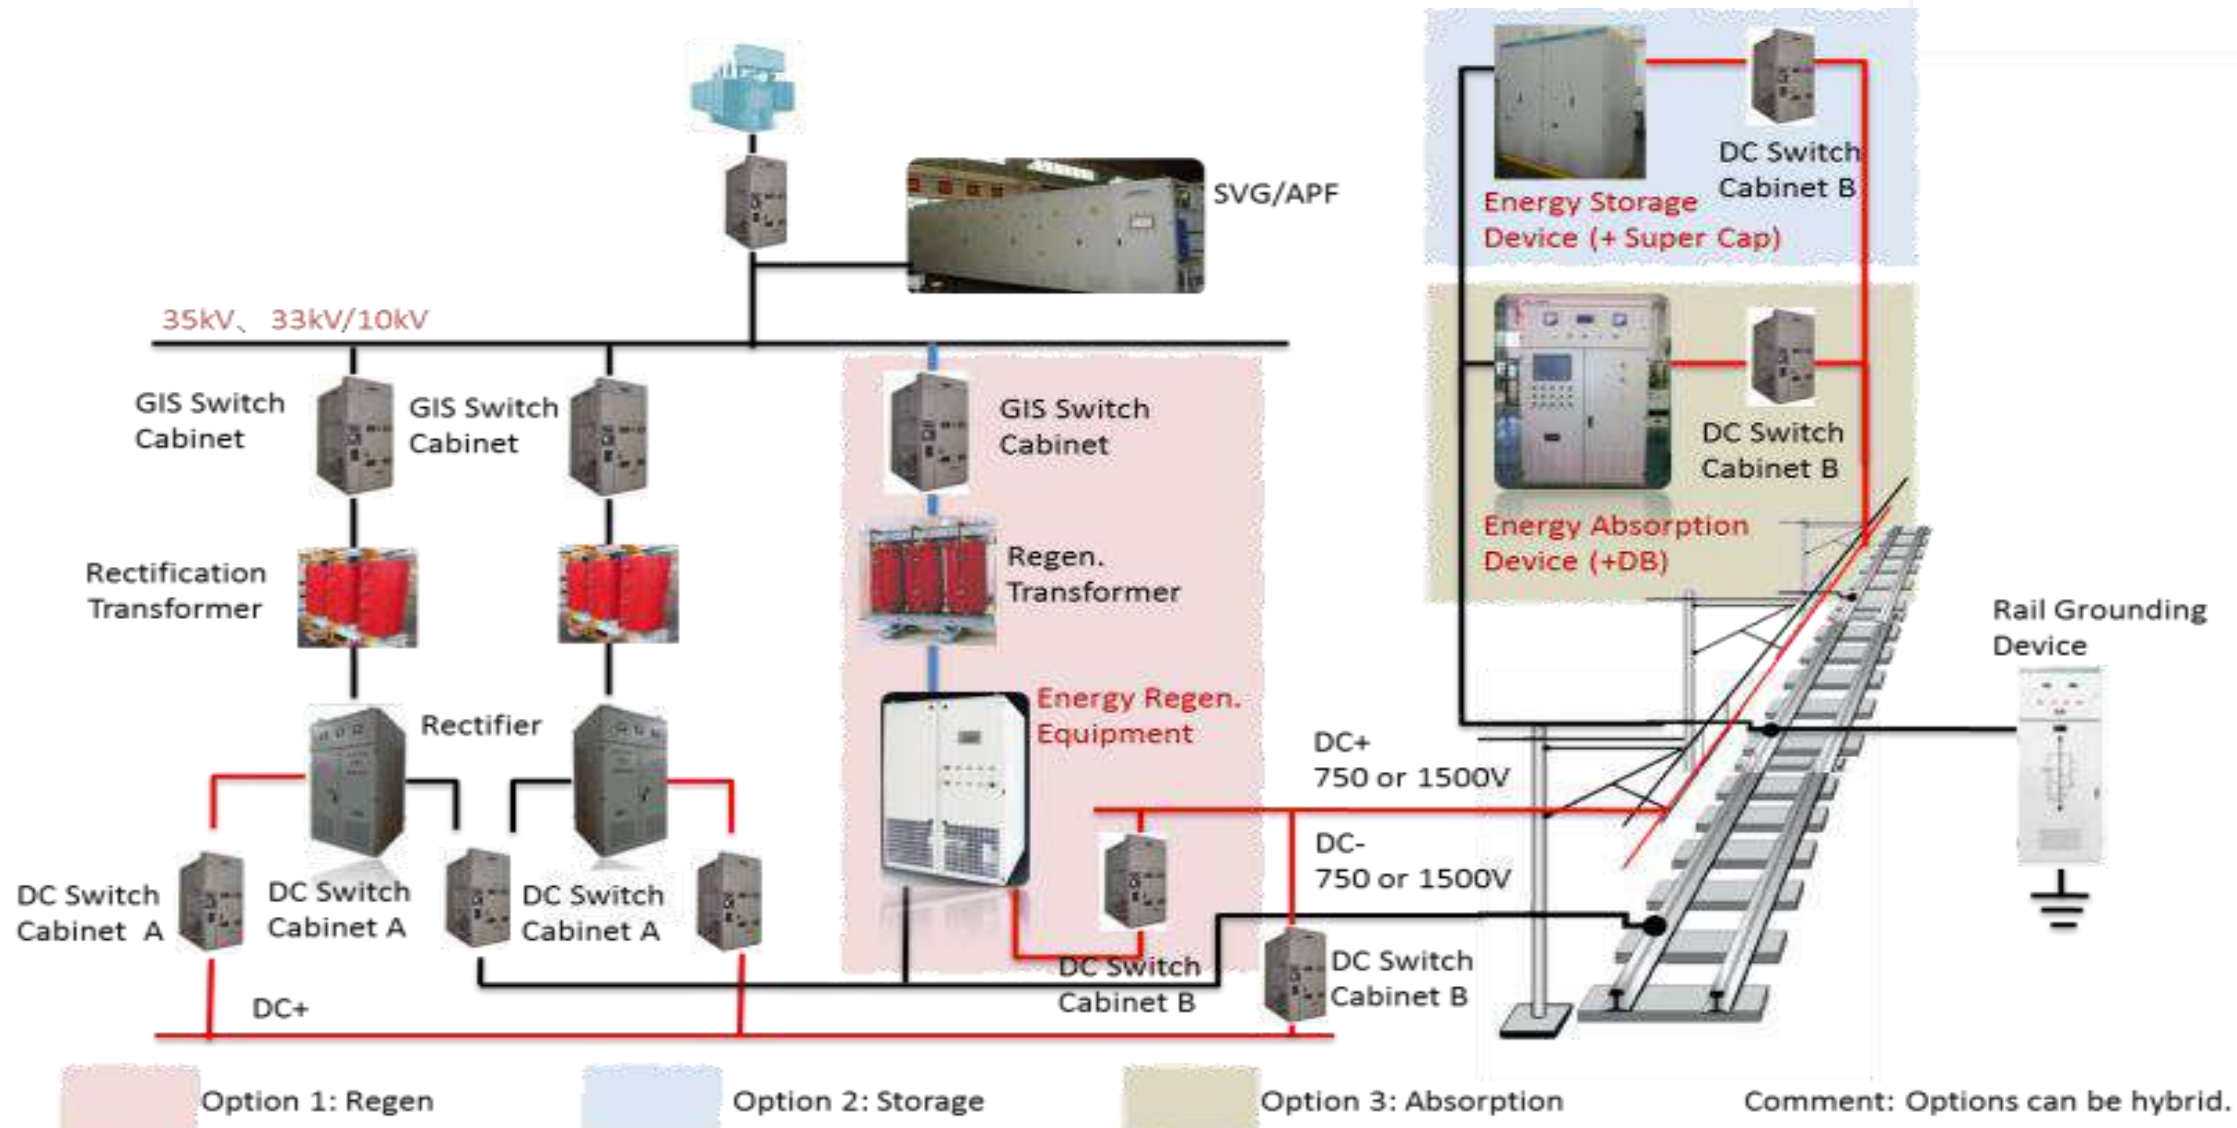 SVG/APF
DC Switch
Cabinet B
Energy Storage
Device (+ Super Cap)
35kV、 33kV/10kV
GIS Switch
Cabinet
GIS Switch
Cabinet
GIS Switch
Cabinet
DC Switch
Cabinet B
Energy Absorption
Device (+DB)
Rectification
Transformer
Regen.
Transformer
Rail Grounding
Device
Rectifier
Energy Regen.
Equipment
DC+
750 or 1500V
DC-
750 or 1500V
DC Switch
Cabinet A
DC Switch
Cabinet A
DC Switch
Cabinet A
DC Switch
Cabinet B
DC Switch
Cabinet B
DC+
Option 1: Regen
Option 2: Storage
Option 3: Absorption
Comment: Options can be hybrid.